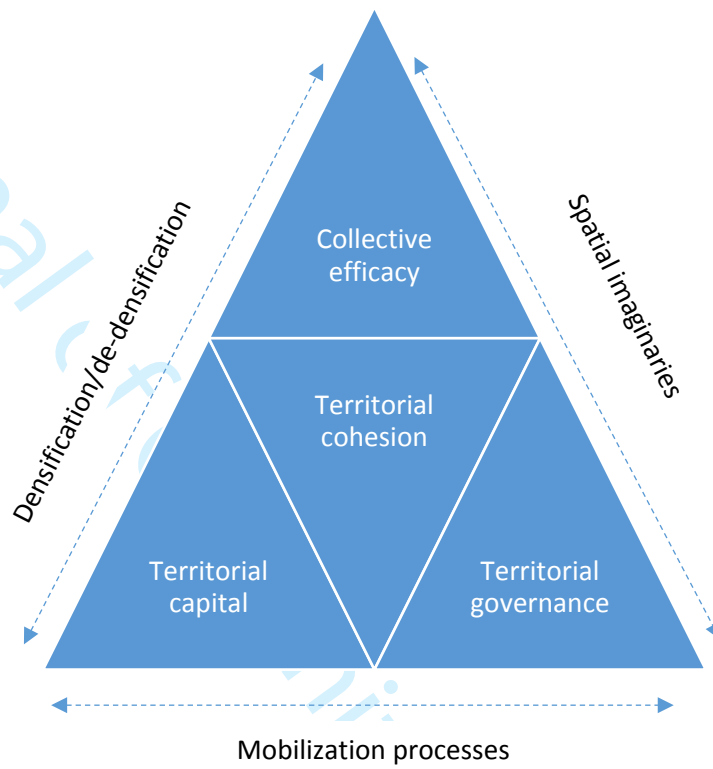 Densification/de-densification
Spatial imaginaries
Collective
efficacy
Territorial
cohesion
Territorial
capital
Territorial
governance
Mobilization processes